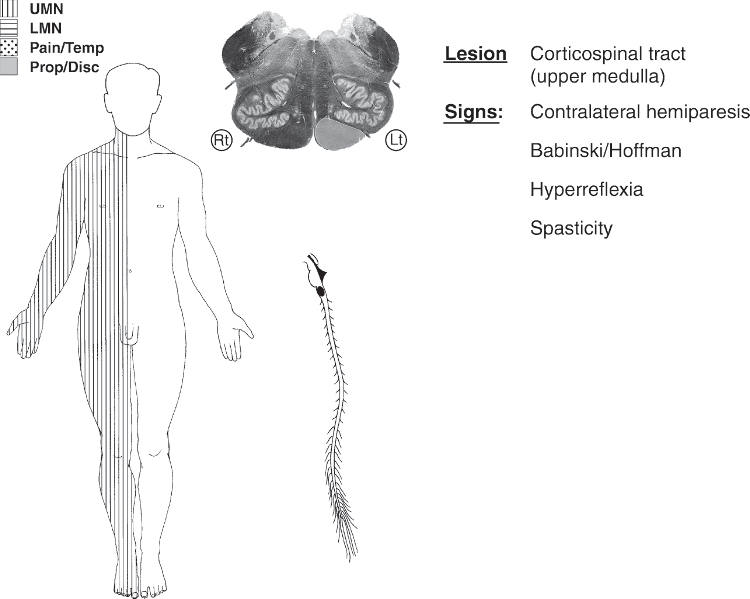 UMN
LMN
Pain/Temp
Prop/Disc
Rt
Lt
Lesion Corticospinal tract
(upper medulla)
Signs: Contralateral hemiparesis
Babinski/Hoffman
Hyperreflexia
Spasticity